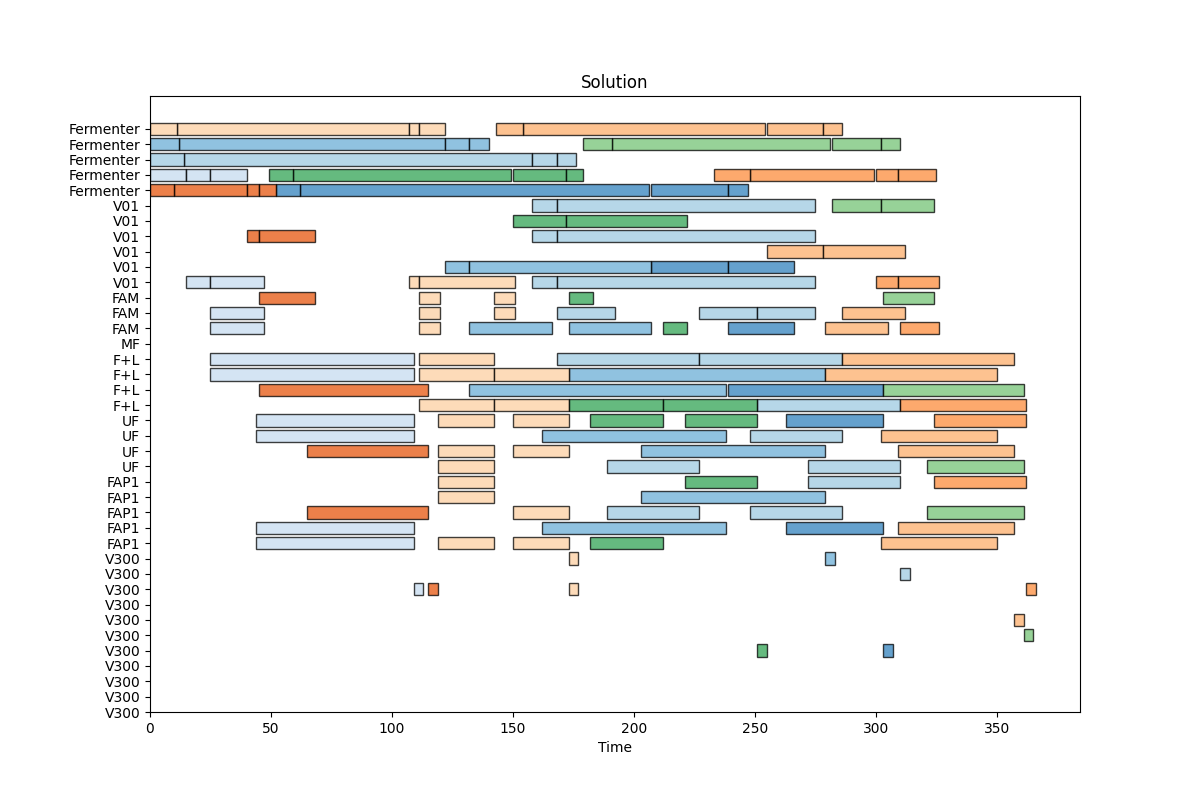 Solution
Fermenter
Fermenter
Fermenter
Fermenter
Fermenter
V01
V01
V01
V01
V01
V01
FAM
FAM
FAM
MF
F+L
F+L
F+L
F+L
UF
UF
UF
UF
FAP1
FAP1
FAP1
FAP1
FAP1
V300
V300
V300
V300
V300
V300
V300
V300
V300
V300
V300
0 50 100 150 200 250 300 350
Time